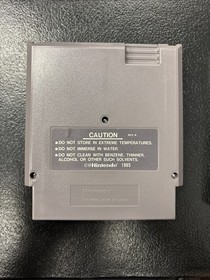 CAUTION
● DO NOT STORE IN EXTREME TEMPERATURES.
● DO NOT IMMERSE IN WATER.
● DO NOT CLEAN WITH BENZENE, THINNER,
ALCOHOL OR OTHER SUCH SOLVENTS.
Nintendo 1985